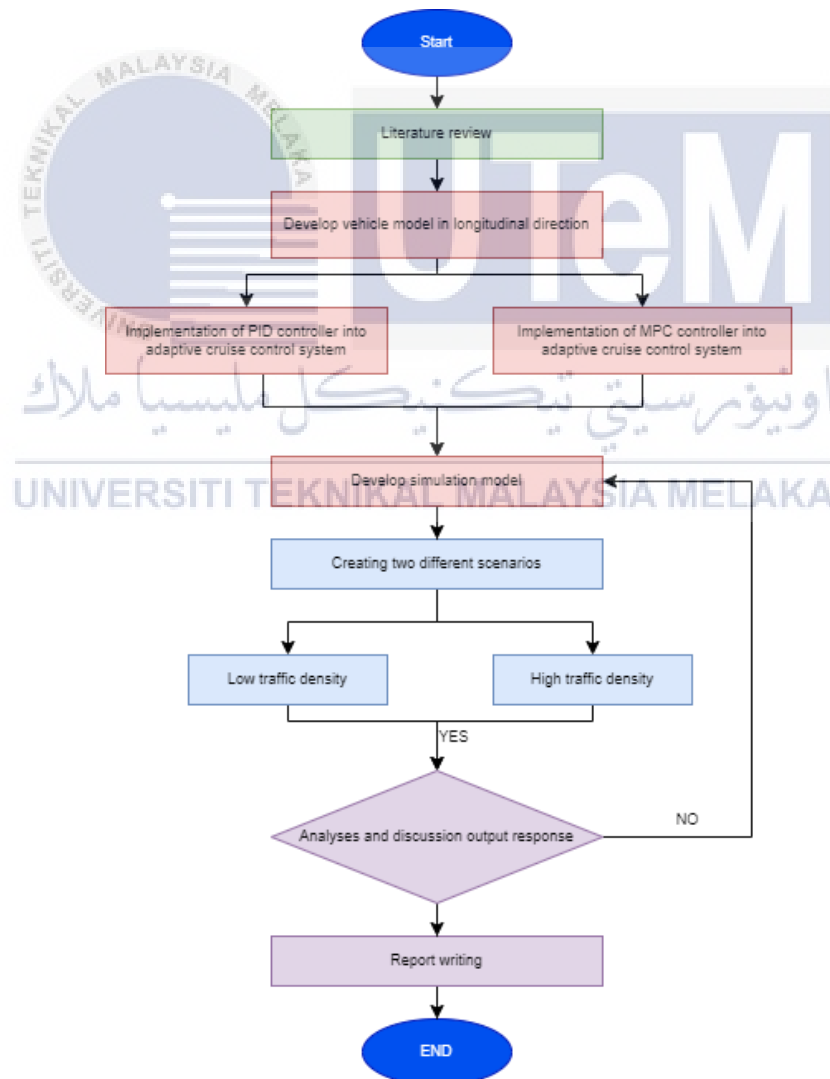 Start
UNIVERSITI TEKNIKAL MALAYSIA MELAKA
UTeM
Literature review
Develop vehicle model in longitudinal direction
Implementation of PID controller into
adaptive cruise control system
Implementation of MPC controller into
adaptive cruise control system
اونيۏرسيتي تيکنيکل مليسيا ملاك
Develop simulation model
UNIVERSITI TEKNIKAL MALAYSIA MELAKA
Creating two different scenarios
Low traffic density
High traffic density
YES
Analyses and discussion output response
NO
Report writing
END